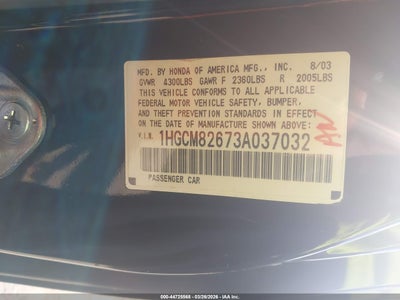 MFD. BY HONDA OF AMERICA MFG., INC. 8/03
GVWR 4300LBS GAWR F 2360LBS R 2005LBS
THIS VEHICLE CONFORMS TO ALL APPLICABLE
FEDERAL MOTOR VEHICLE SAFETY, BUMPER,
AND THEFT PREVENTION STANDARDS IN EFFECT
ON THE DATE OF MANUFACTURE SHOWN ABOVE:
V.I.N. 1HGCM82673A037032
PASSENGER CAR
000-44725568 - 03/26/2026 - IAA Inc.